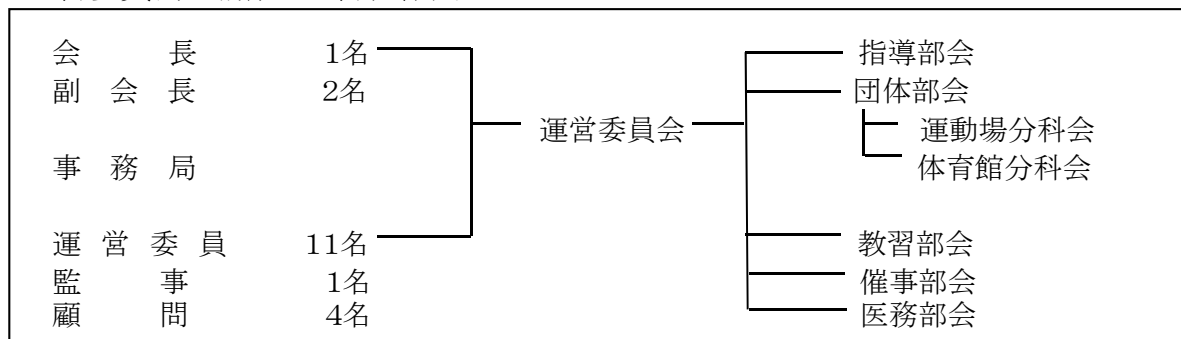 会長 1名
副会長 2名
事務局
運営委員 11名
監事 1名
顧問 4名
運営委員会
指導部会
団体部会
運動場分科会
体育館分科会
教習部会
催事部会
医務部会